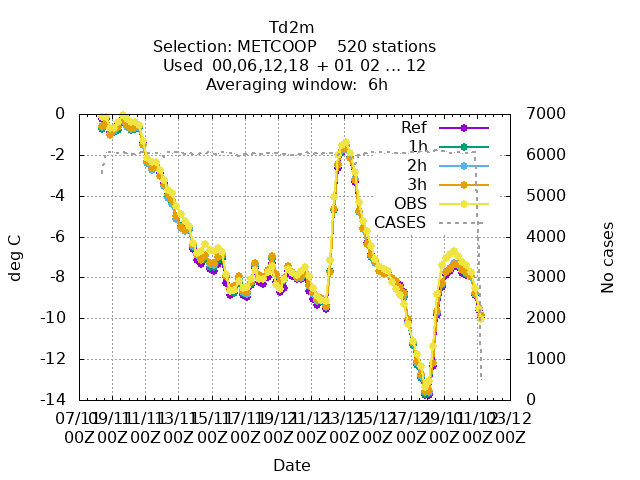 Td2m
Selection: METCOOP 520 stations
Used 00,06,12,18 + 01 02 ... 12
Averaging window: 6h
Ref
1h
2h
3h
OBS
CASES
0
-2
-4
-6
-8
-10
-12
-14
deg C
7000
6000
5000
4000
3000
2000
1000
0
No cases
07/11 09/11 11/11 13/11 15/11 17/11 19/11 21/11 23/11 25/11 27/11 29/11 01/12 03/12
00Z 00Z 00Z 00Z 00Z 00Z 00Z 00Z 00Z 00Z 00Z 00Z 00Z 00Z
Date